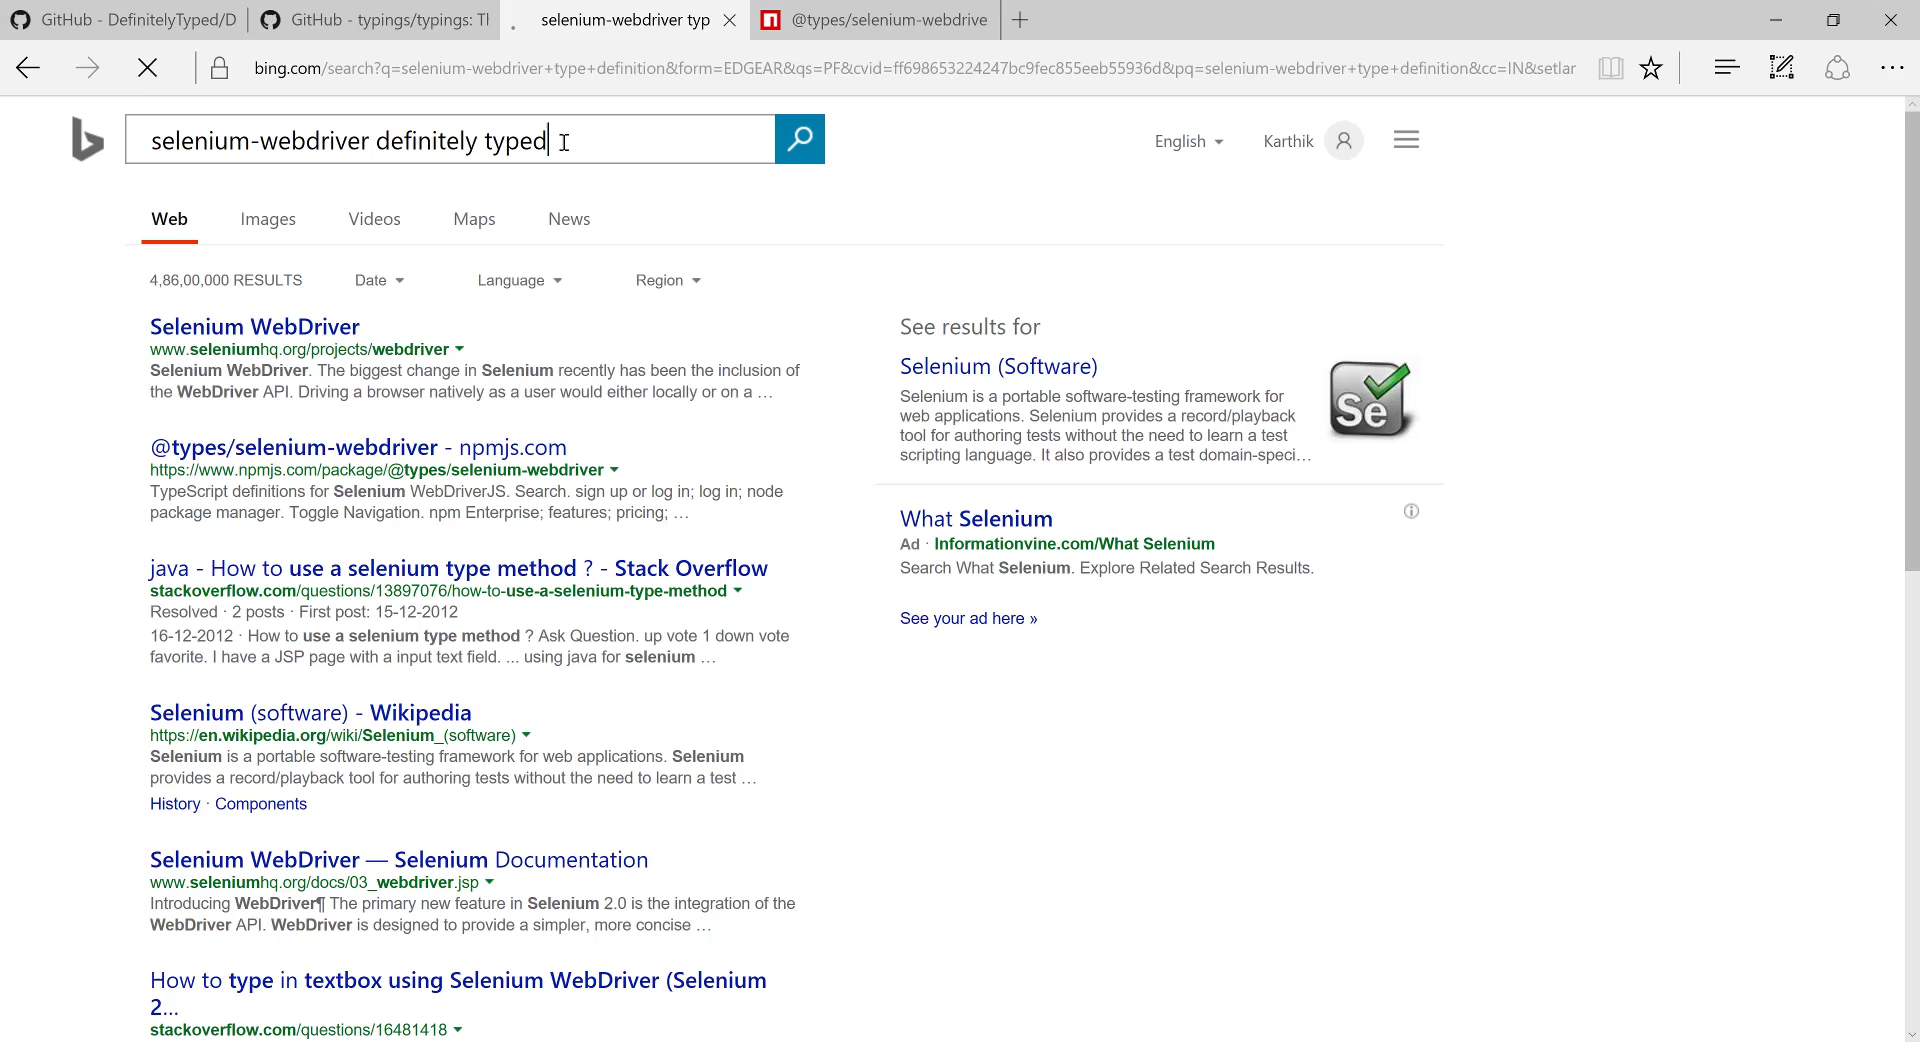 GitHub - DefinitelyTyped/D
GitHub - typings/typings: Tl
selenium-webdriver typ
@types/selenium-webdrive
bing.com/search?q=selenium-webdriver+type+definition&form=EDGEAR&qs=PF&cvid=ff698653224247bc9fec855eeb55936d&pq=selenium-webdriver+type+definition&cc=IN&setlar
selenium-webdriver definitely typed
English
Karthik
Web
Images
Videos
Maps
News
4,86,00,000 RESULTS
Date
Language
Region
Selenium WebDriver
www.seleniumhq.org/projects/webdriver
Selenium WebDriver. The biggest change in Selenium recently has been the inclusion of
the WebDriver API. Driving a browser natively as a user would either locally or on a …
@types/selenium-webdriver - npmjs.com
https://www.npmjs.com/package/@types/selenium-webdriver
TypeScript definitions for Selenium WebDriverJS. Search. sign up or log in; log in; node
package manager. Toggle Navigation. npm Enterprise; features; pricing; …
java - How to use a selenium type method ? - Stack Overflow
stackoverflow.com/questions/13897076/how-to-use-a-selenium-type-method
Resolved · 2 posts · First post: 15-12-2012
16-12-2012 · How to use a selenium type method ? Ask Question. up vote 1 down vote
favorite. I have a JSP page with a input text field. ... using java for selenium …
Selenium (software) - Wikipedia
https://en.wikipedia.org/wiki/Selenium_(software)
Selenium is a portable software-testing framework for web applications. Selenium
provides a record/playback tool for authoring tests without the need to learn a test …
History · Components
Selenium WebDriver — Selenium Documentation
www.seleniumhq.org/docs/03_webdriver.jsp
Introducing WebDriver¶ The primary new feature in Selenium 2.0 is the integration of the
WebDriver API. WebDriver is designed to provide a simpler, more concise …
How to type in textbox using Selenium WebDriver (Selenium
2...
stackoverflow.com/questions/16481418
See results for
Selenium (Software)
Selenium is a portable software-testing framework for
web applications. Selenium provides a record/playback
tool for authoring tests without the need to learn a test
scripting language. It also provides a test domain-speci...
Se
What Selenium
Ad · Informationvine.com/What Selenium
Search What Selenium. Explore Related Search Results.
See your ad here »